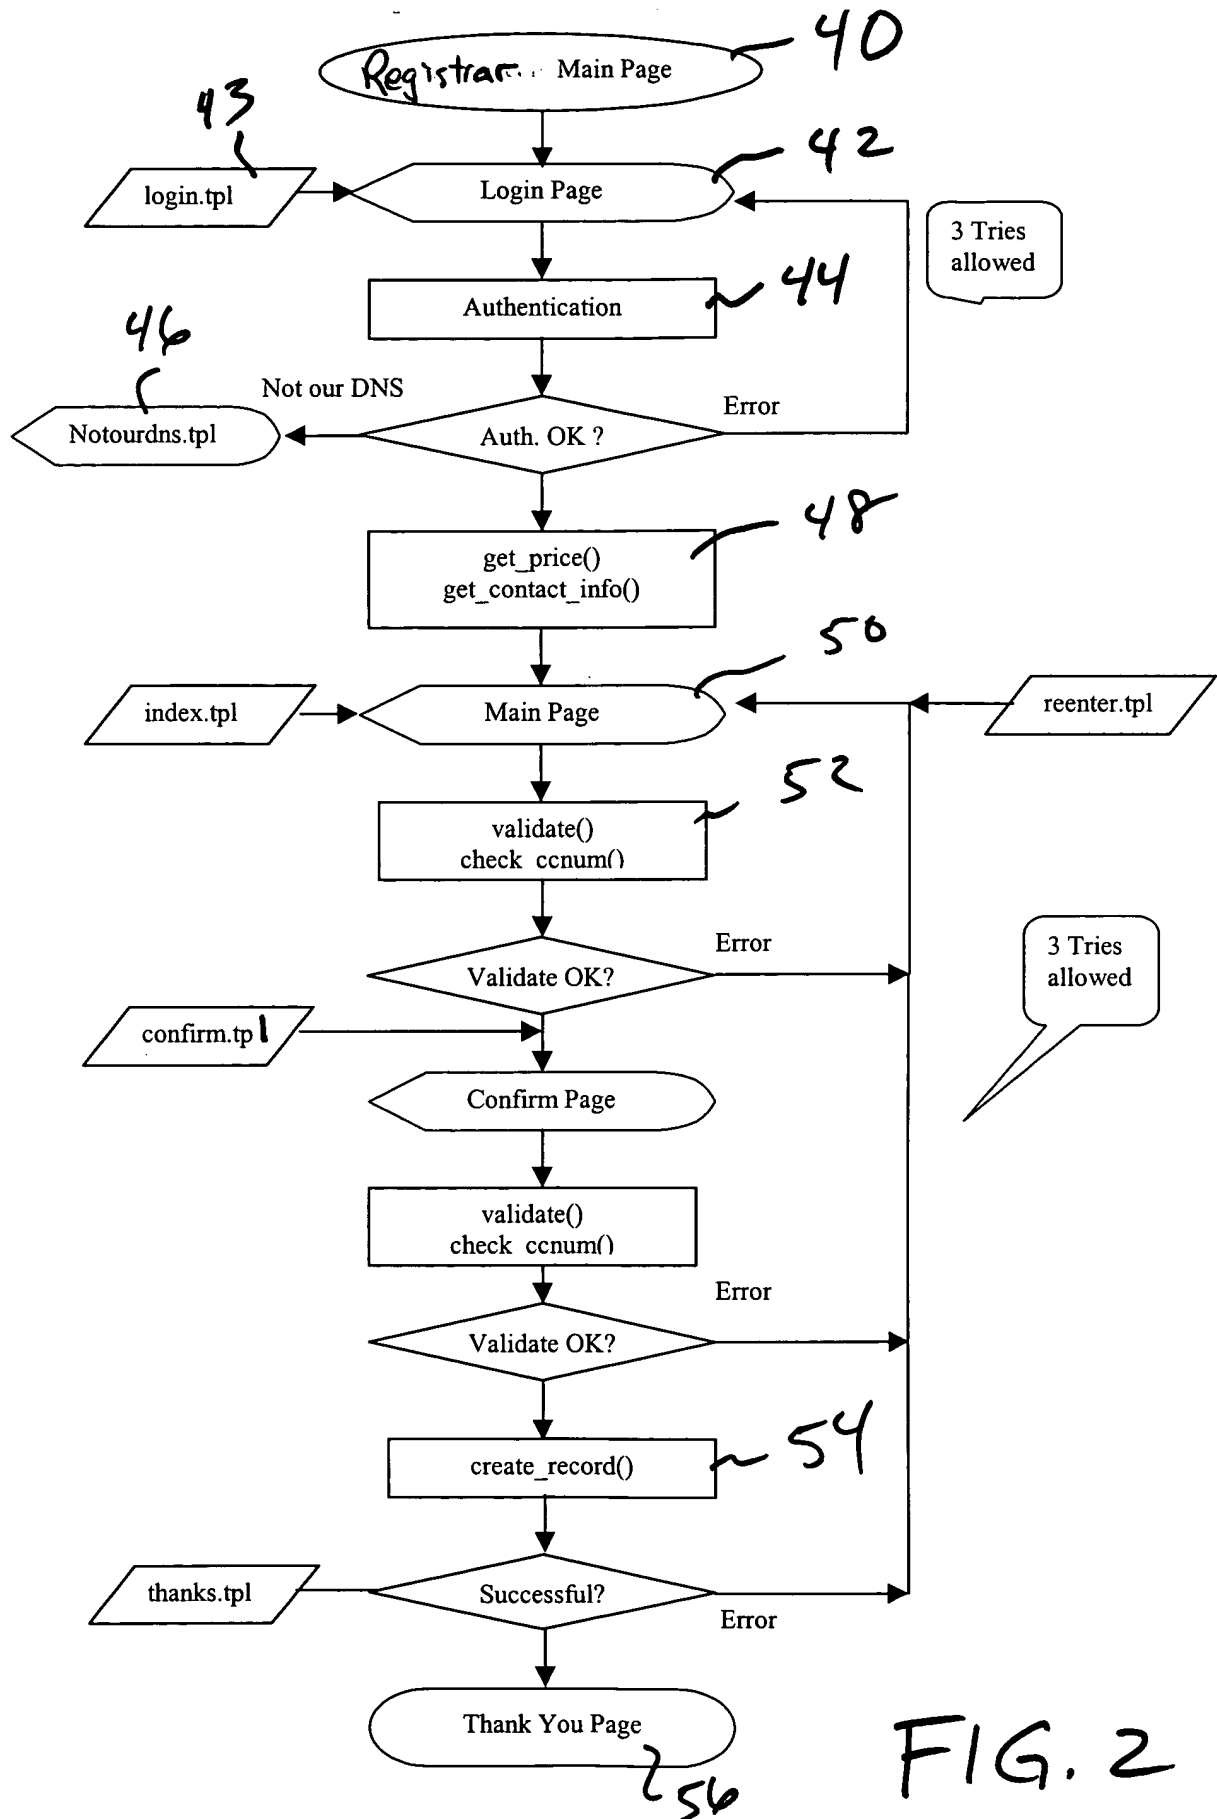 40
Registrar Main Page
43
42
login.tpl
Login Page
3 Tries
allowed
44
Authentication
46
Not our DNS
Error
Notourdns.tpl
Auth. OK ?
48
get_price()
get_contact_info()
50
index.tpl
Main Page
reenter.tpl
52
validate()
check_ccnum()
Error
3 Tries
allowed
Validate OK?
confirm.tpl
Confirm Page
validate()
check_ccnum()
Error
Validate OK?
54
create_record()
thanks.tpl
Successful?
Error
Thank You Page
56
FIG. 2